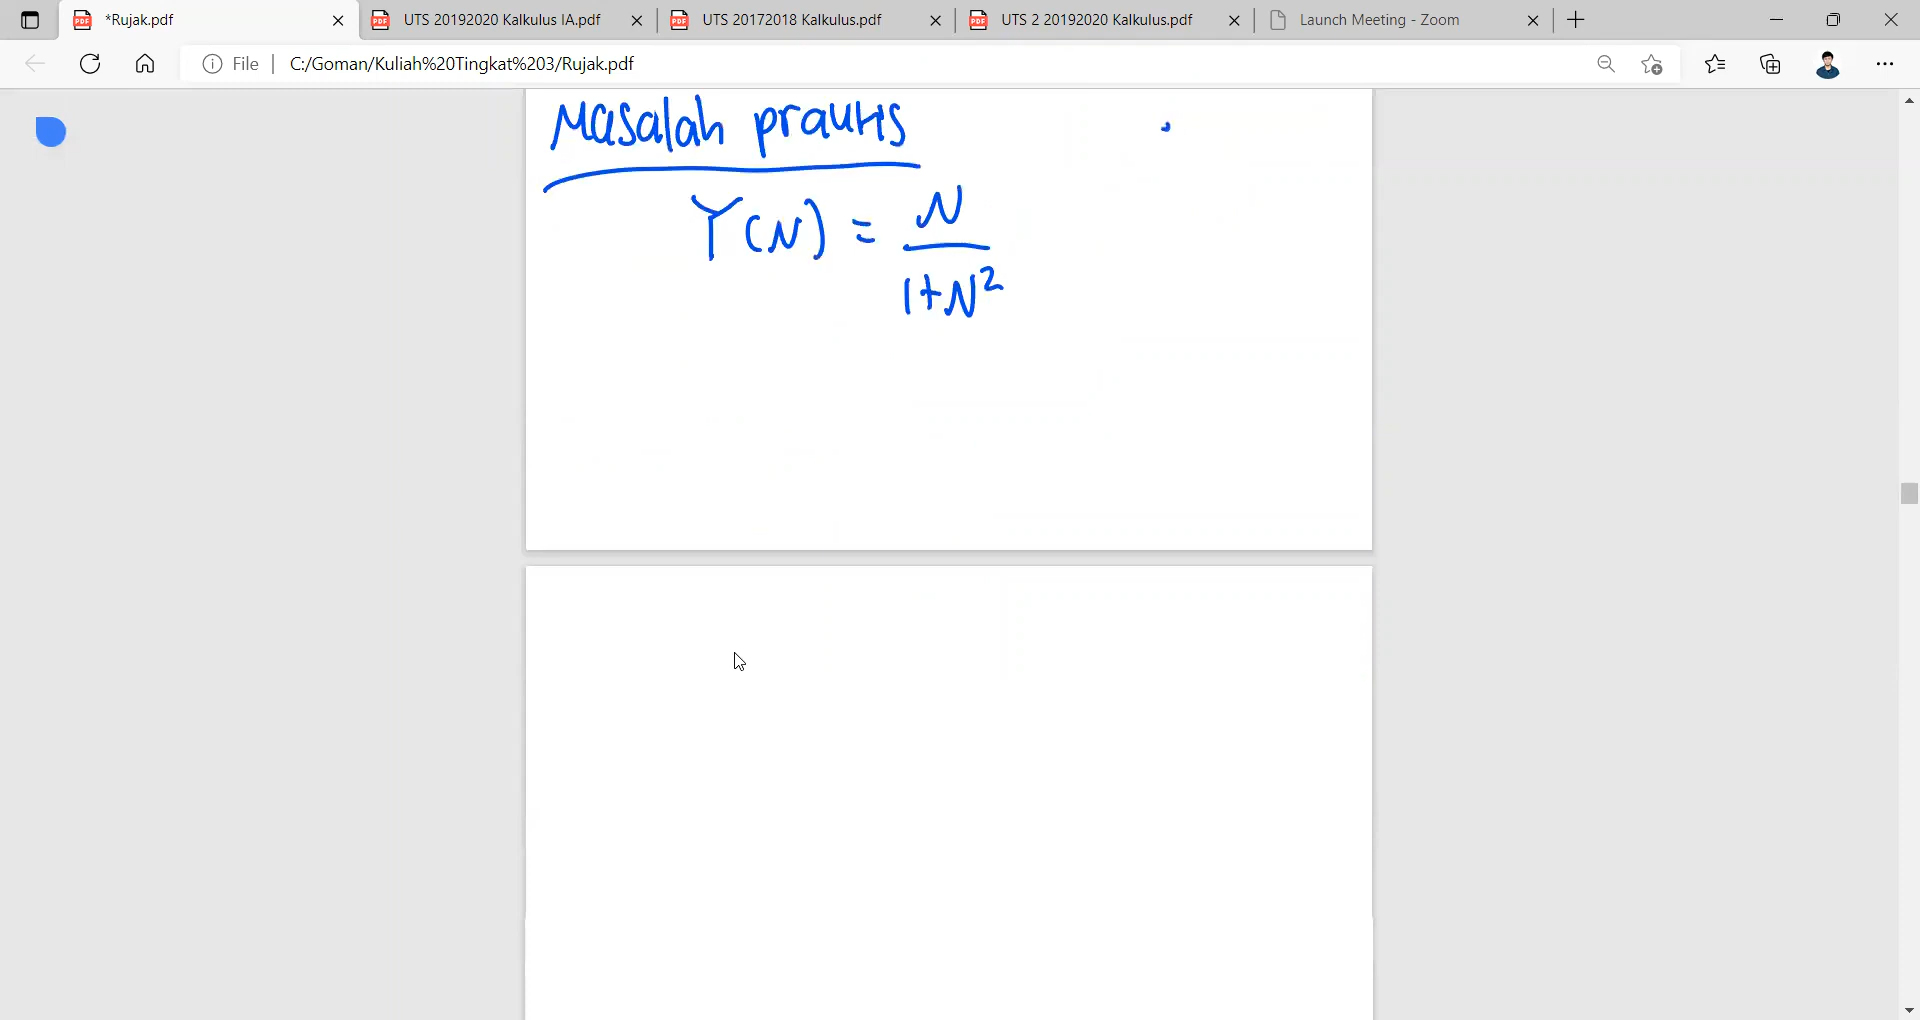 *Rujak.pdf
UTS 20192020 Kalkulus IA.pdf
UTS 20172018 Kalkulus.pdf
UTS 2 20192020 Kalkulus.pdf
Launch Meeting - Zoom
File | C:/Goman/Kuliah%20Tingkat%203/Rujak.pdf
Masalah praktis
Y(N) = N
1+N²